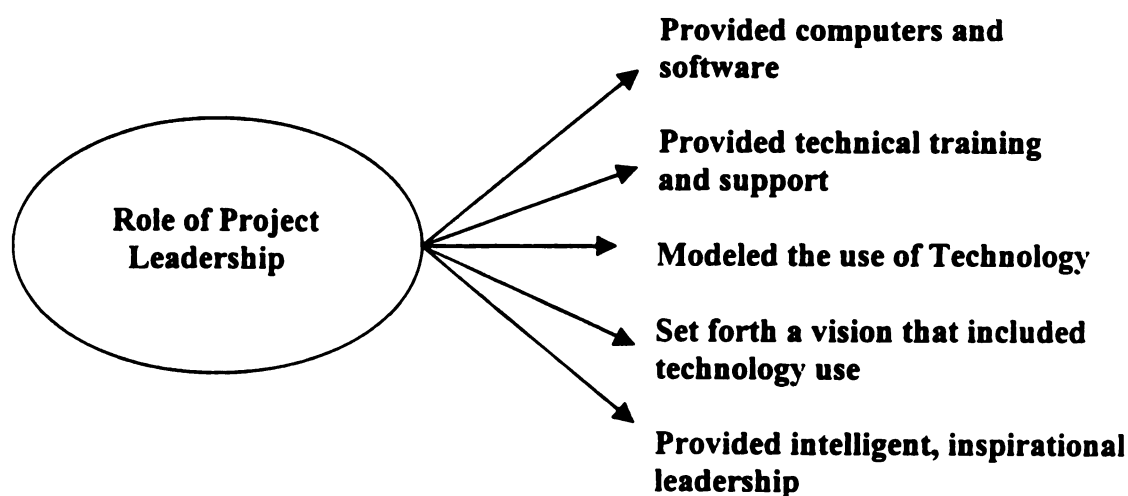 Provided computers and
software
Provided technical training
and support
Role of Project
Leadership
Modeled the use of Technology
Set forth a vision that included
technology use
Provided intelligent, inspirational
leadership